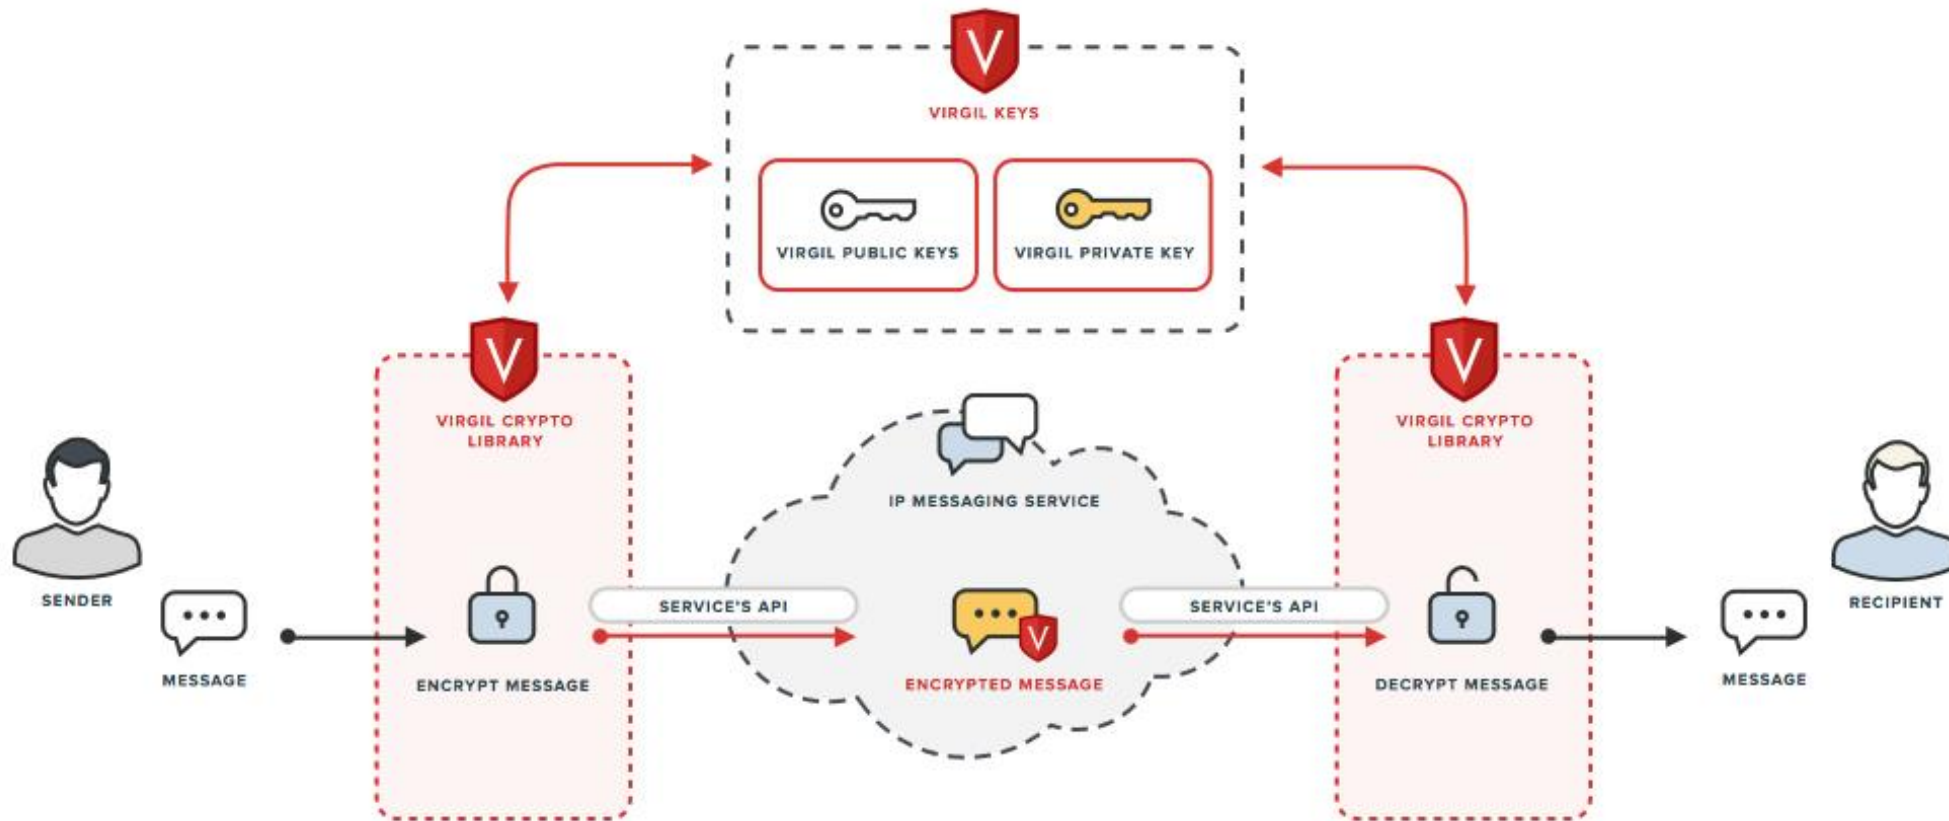 V
VIRGIL KEYS
VIRGIL PUBLIC KEYS
VIRGIL PRIVATE KEY
V
VIRGIL CRYPTO
LIBRARY
V
VIRGIL CRYPTO
LIBRARY
IP MESSAGING SERVICE
SENDER
MESSAGE
ENCRYPT MESSAGE
SERVICE'S API
V
ENCRYPTED MESSAGE
SERVICE'S API
DECRYPT MESSAGE
MESSAGE
RECIPIENT